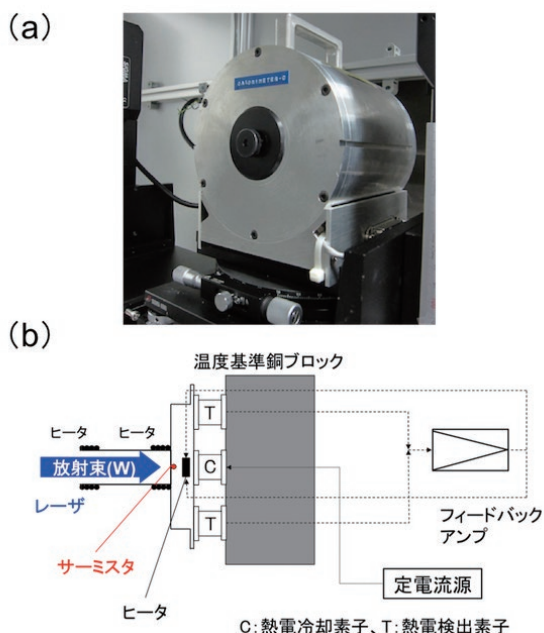 (a)
(b)
温度基準銅ブロック
ヒータ
ヒータ
T
放射束(W)
C
レーザ
サーミスタ
T
フィードバック
アンプ
ヒータ
定電流源
C:熱電冷却素子、T:熱電検出素子